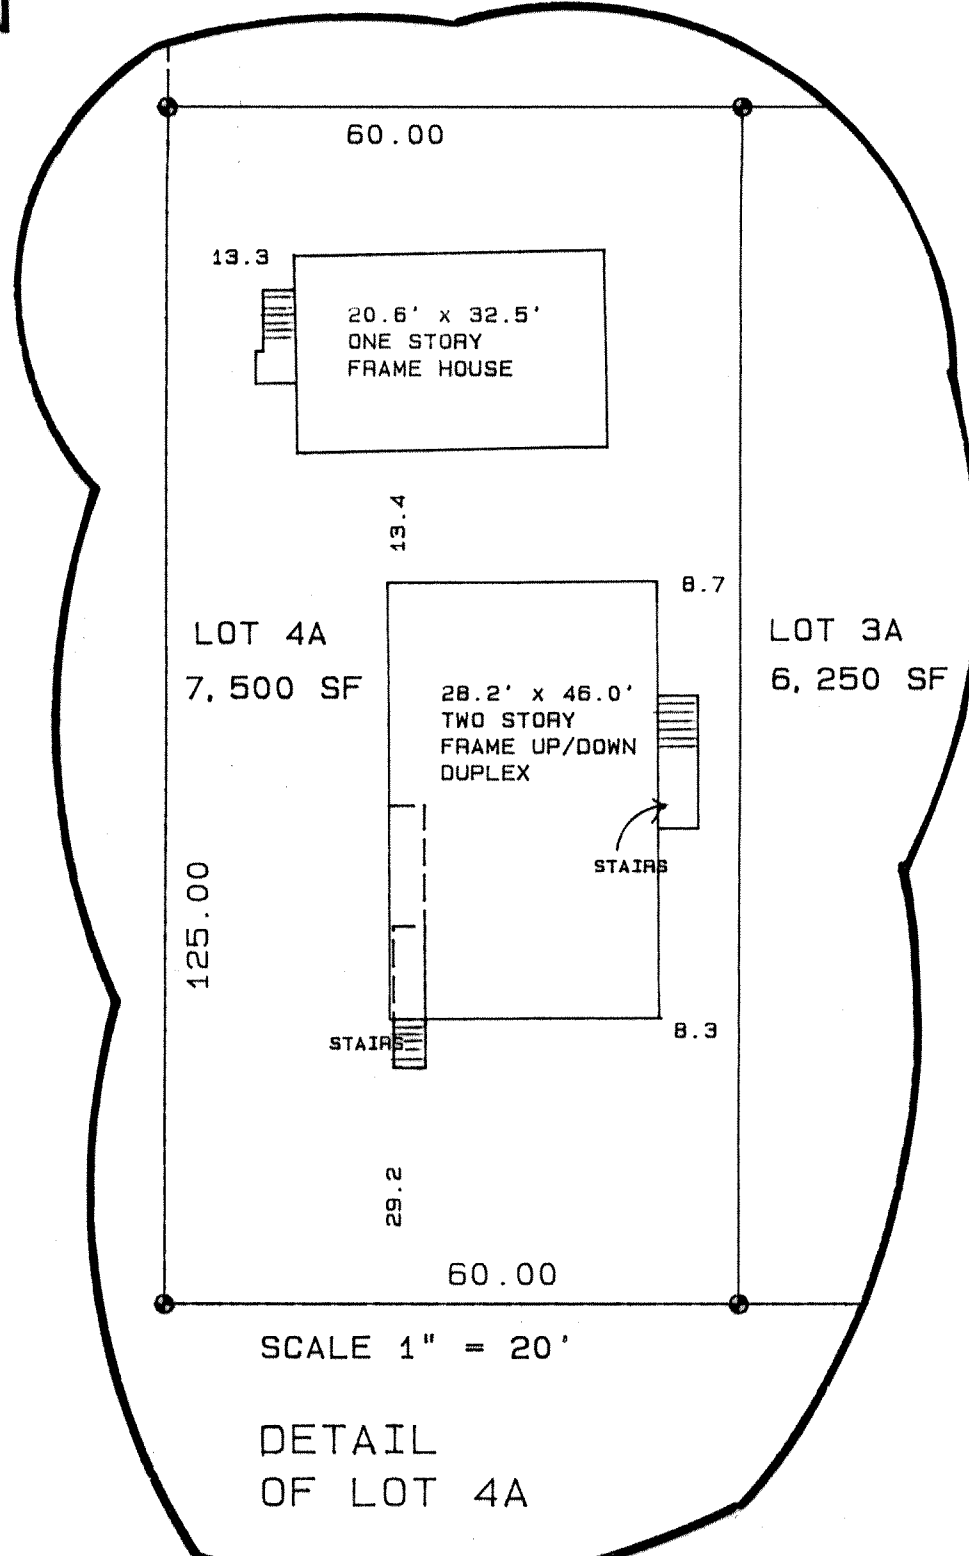 60.00
13.3
20.6' x 32.5'
ONE STORY
FRAME HOUSE
13.4
8.7
LOT 4A
7,500 SF
LOT 3A
6,250 SF
28.2' x 46.0'
TWO STORY
FRAME UP/DOWN
DUPLEX
STAIRS
125.00
8.3
STAIRS
29.2
60.00
SCALE 1" = 20'
DETAIL
OF LOT 4A